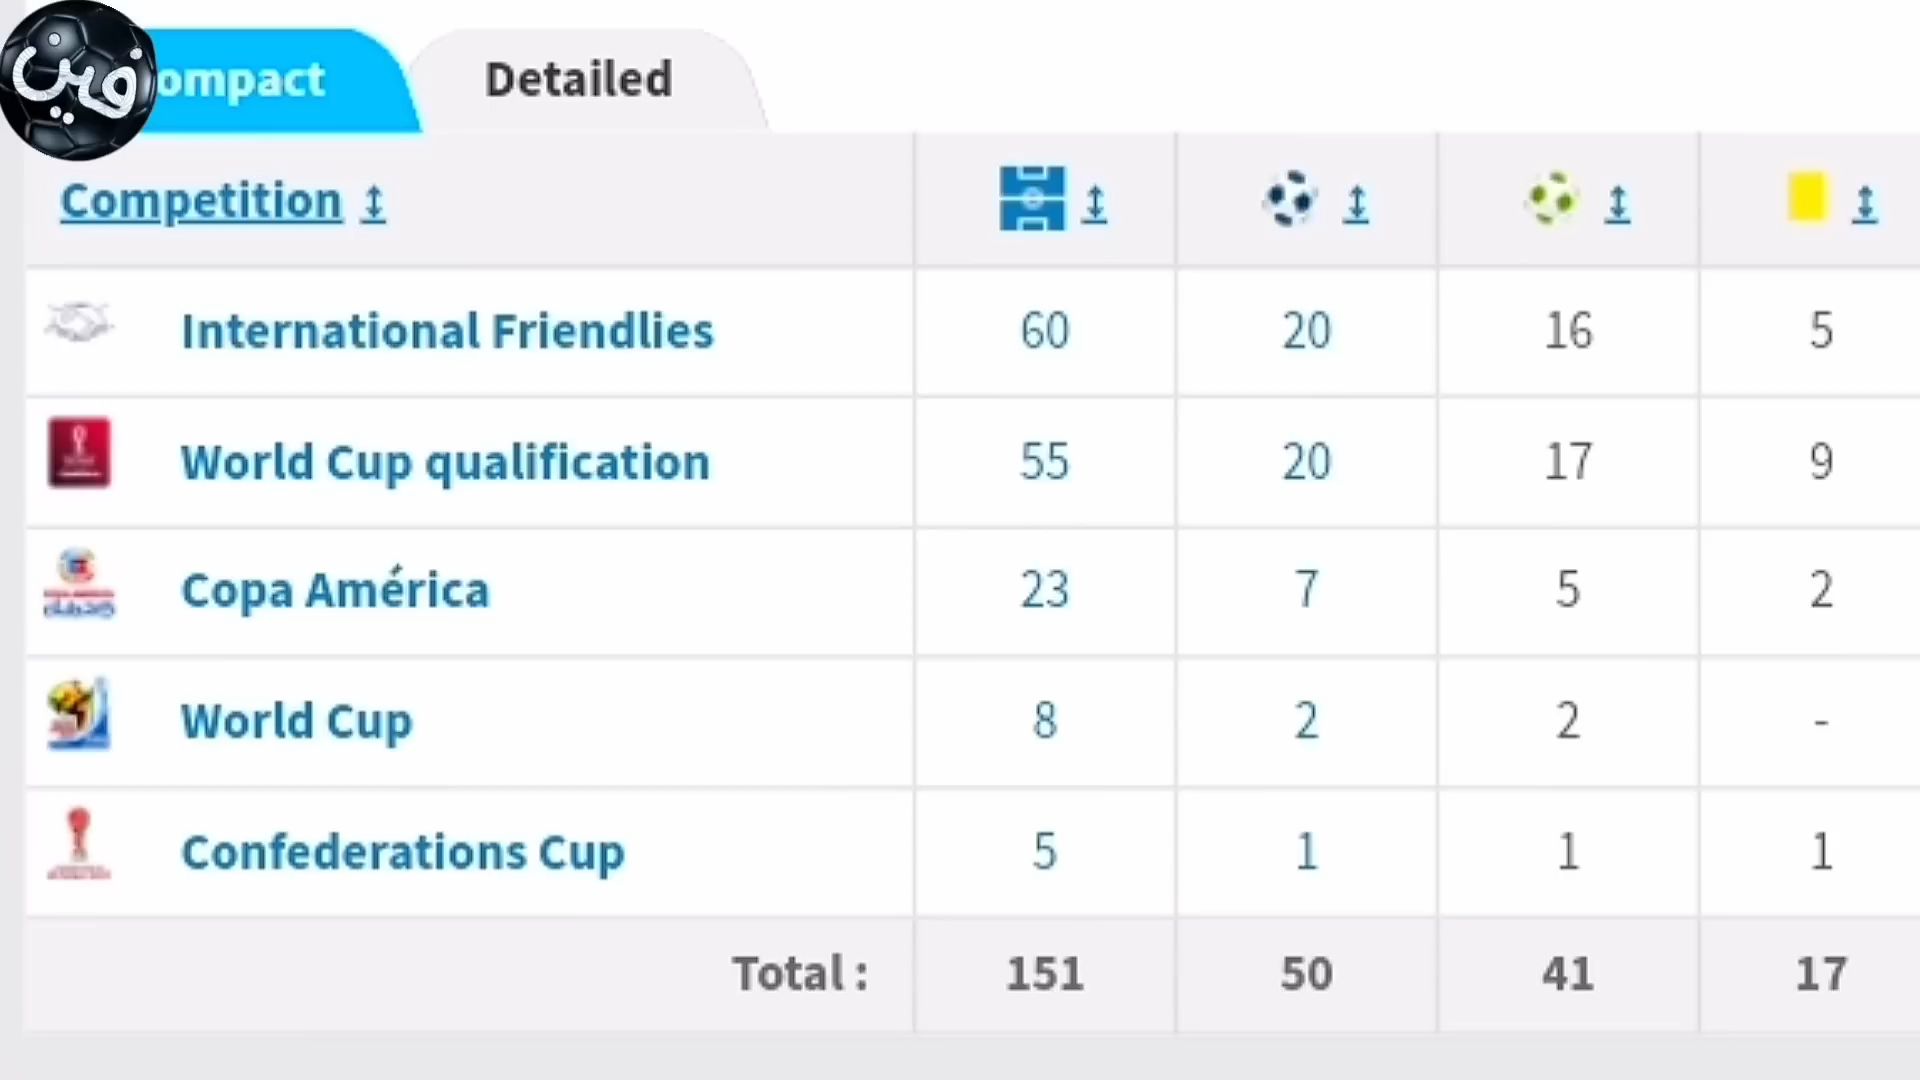 فين
ompact Detailed
Competition
International Friendlies 60 20 16 5
World Cup qualification 55 20 17 9
Copa América 23 7 5 2
World Cup 8 2 2 -
Confederations Cup 5 1 1 1
Total : 151 50 41 17